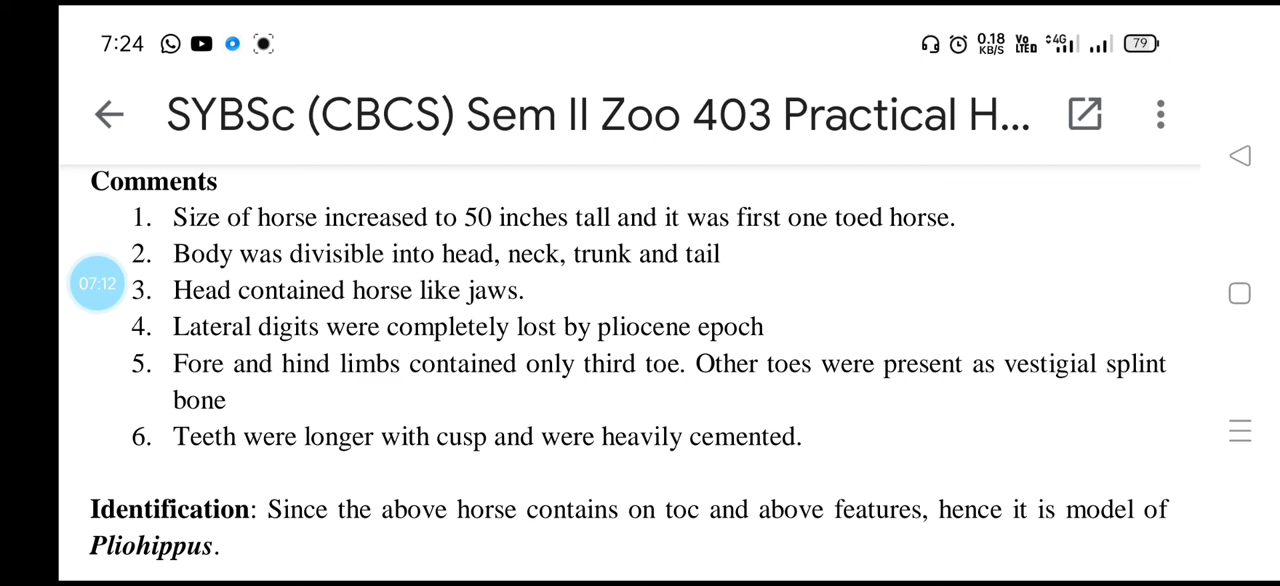 7:24 0.18 KB/S Vo LTED 4G 79
SYBSc (CBCS) Sem II Zoo 403 Practical H...
Comments
1. Size of horse increased to 50 inches tall and it was first one toed horse.
2. Body was divisible into head, neck, trunk and tail
07:12
3. Head contained horse like jaws.
4. Lateral digits were completely lost by pliocene epoch
5. Fore and hind limbs contained only third toe. Other toes were present as vestigial splint
bone
6. Teeth were longer with cusp and were heavily cemented.
Identification: Since the above horse contains on toc and above features, hence it is model of
Pliohippus.